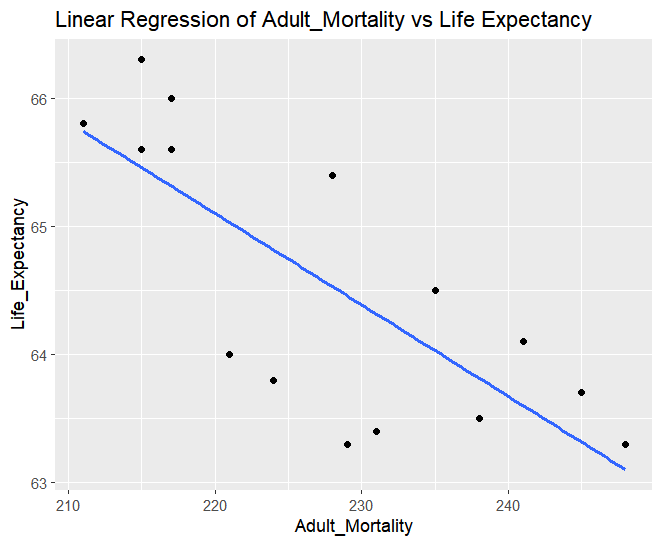 Linear Regression of Adult_Mortality vs Life Expectancy
66
65
64
63
Life_Expectancy
210 220 230 240
Adult_Mortality